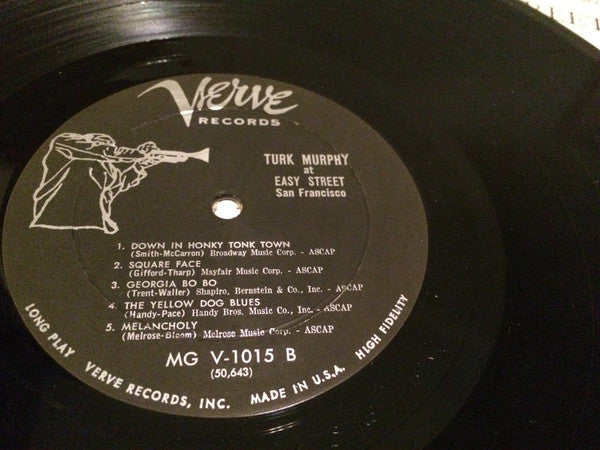 Verve
RECORDS
TURK MURPHY
at
EASY STREET
San Francisco
1. DOWN IN HONKY TONK TOWN
(Smith-McCarron) Broadway Music Corp. - ASCAP
2. SQUARE FACE
(Gifford-Tharp) Mayfair Music Corp. - ASCAP
3. GEORGIA BO BO
(Trent-Waller) Shapiro, Bernstein & Co., Inc. - ASCAP
4. THE YELLOW DOG BLUES
(Handy-Pace) Handy Bros. Music Co., Inc. - ASCAP
5. MELANCHOLY
(Melrose-Bloom) Melrose Music Corp. - ASCAP
MG V-1015 B
(50,643)
LONG PLAY VERVE RECORDS, INC. MADE IN U.S.A. HIGH FIDELITY